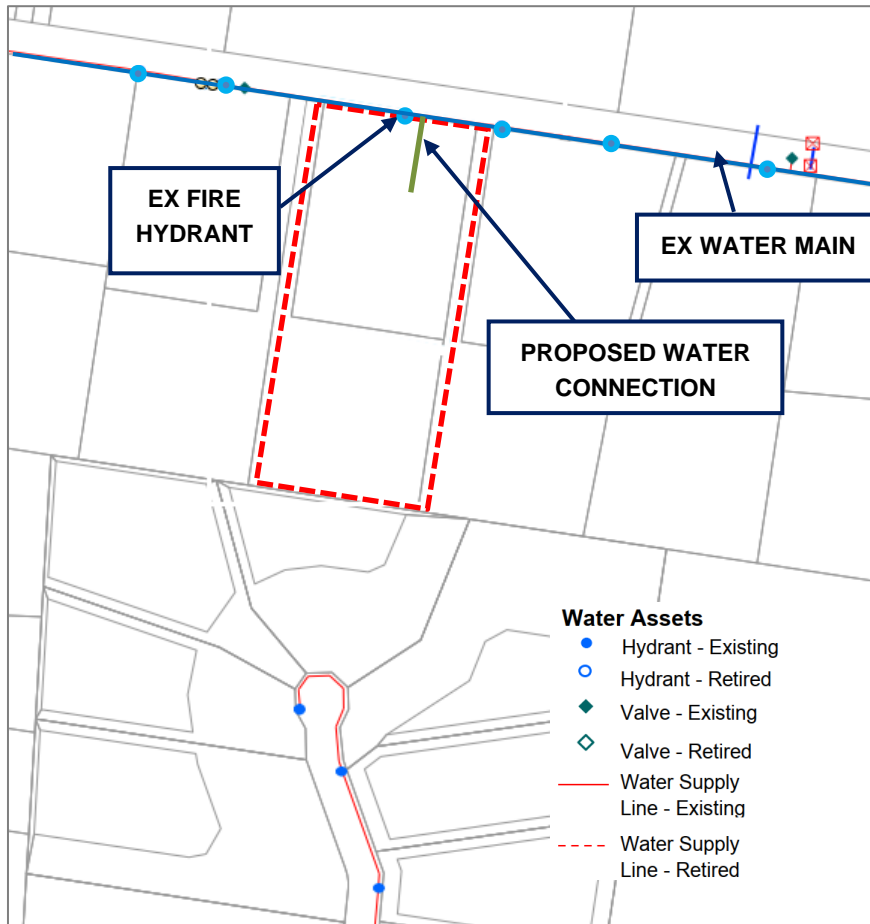 EX FIRE
HYDRANT
EX WATER MAIN
PROPOSED WATER
CONNECTION
Water Assets
Hydrant - Existing
Hydrant - Retired
Valve - Existing
Valve - Retired
Water Supply
Line - Existing
Water Supply
Line - Retired